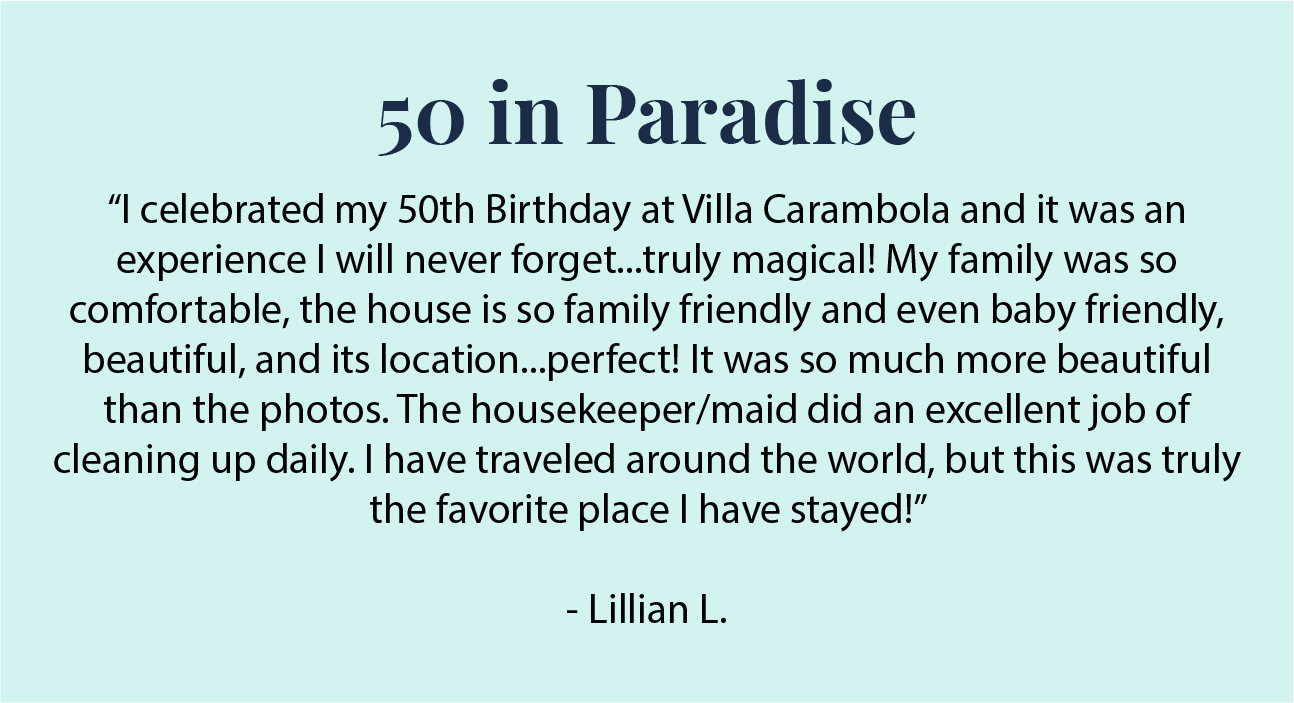 50 in Paradise
“I celebrated my 50th Birthday at Villa Carambola and it was an
experience I will never forget...truly magical! My family was so
comfortable, the house is so family friendly and even baby friendly,
beautiful, and its location...perfect! It was so much more beautiful
than the photos. The housekeeper/maid did an excellent job of
cleaning up daily. I have traveled around the world, but this was truly
the favorite place I have stayed!”
- Lillian L.